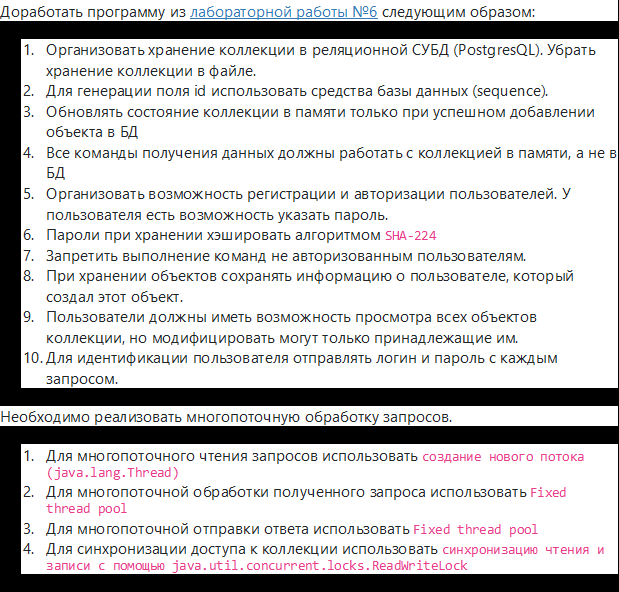 Доработать программу из лабораторной работы №6 следующим образом:
1. Организовать хранение коллекции в реляционной СУБД (PostgresQL). Убрать
хранение коллекции в файле.
2. Для генерации поля id использовать средства базы данных (sequence).
3. Обновлять состояние коллекции в памяти только при успешном добавлении
объекта в БД
4. Все команды получения данных должны работать с коллекцией в памяти, а не в
БД
5. Организовать возможность регистрации и авторизации пользователей. У
пользователя есть возможность указать пароль.
6. Пароли при хранении хэшировать алгоритмом SHA-224
7. Запретить выполнение команд не авторизованным пользователям.
8. При хранении объектов сохранять информацию о пользователе, который
создал этот объект.
9. Пользователи должны иметь возможность просмотра всех объектов
коллекции, но модифицировать могут только принадлежащие им.
10. Для идентификации пользователя отправлять логин и пароль с каждым
запросом.
Необходимо реализовать многопоточную обработку запросов.
1. Для многопоточного чтения запросов использовать создание нового потока
(java.lang.Thread)
2. Для многопоточной обработки полученного запроса использовать Fixed
thread pool
3. Для многопоточной отправки ответа использовать Fixed thread pool
4. Для синхронизации доступа к коллекции использовать синхронизацию чтения и
записи с помощью java.util.concurrent.locks.ReadWriteLock